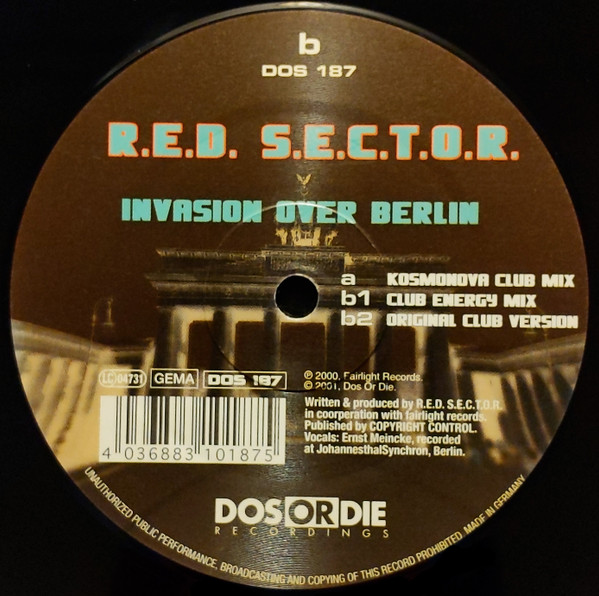 b
DOS 187
R.E.D. S.E.C.T.O.R.
INVASION OVER BERLIN
a KOSMONOVA CLUB MIX
b1 CLUB ENERGY MIX
b2 ORIGINAL CLUB VERSION
LC 04731 GEMA DOS 187
℗ 2000, Fairlight Records.
© 2001, Dos Or Die.
Written & produced by R.E.D. S.E.C.T.O.R.
in coorperation with fairlight records.
Published by COPYRIGHT CONTROL.
Vocals: Ernst Meincke, recorded
at JohannesthalSynchron, Berlin.
4 036883 101875
DOS OR DIE
RECORDINGS
UNAUTHORIZED PUBLIC PERFORMANCE, BROADCASTING AND COPYING OF THIS RECORD PROHIBITED. MADE IN GERMANY